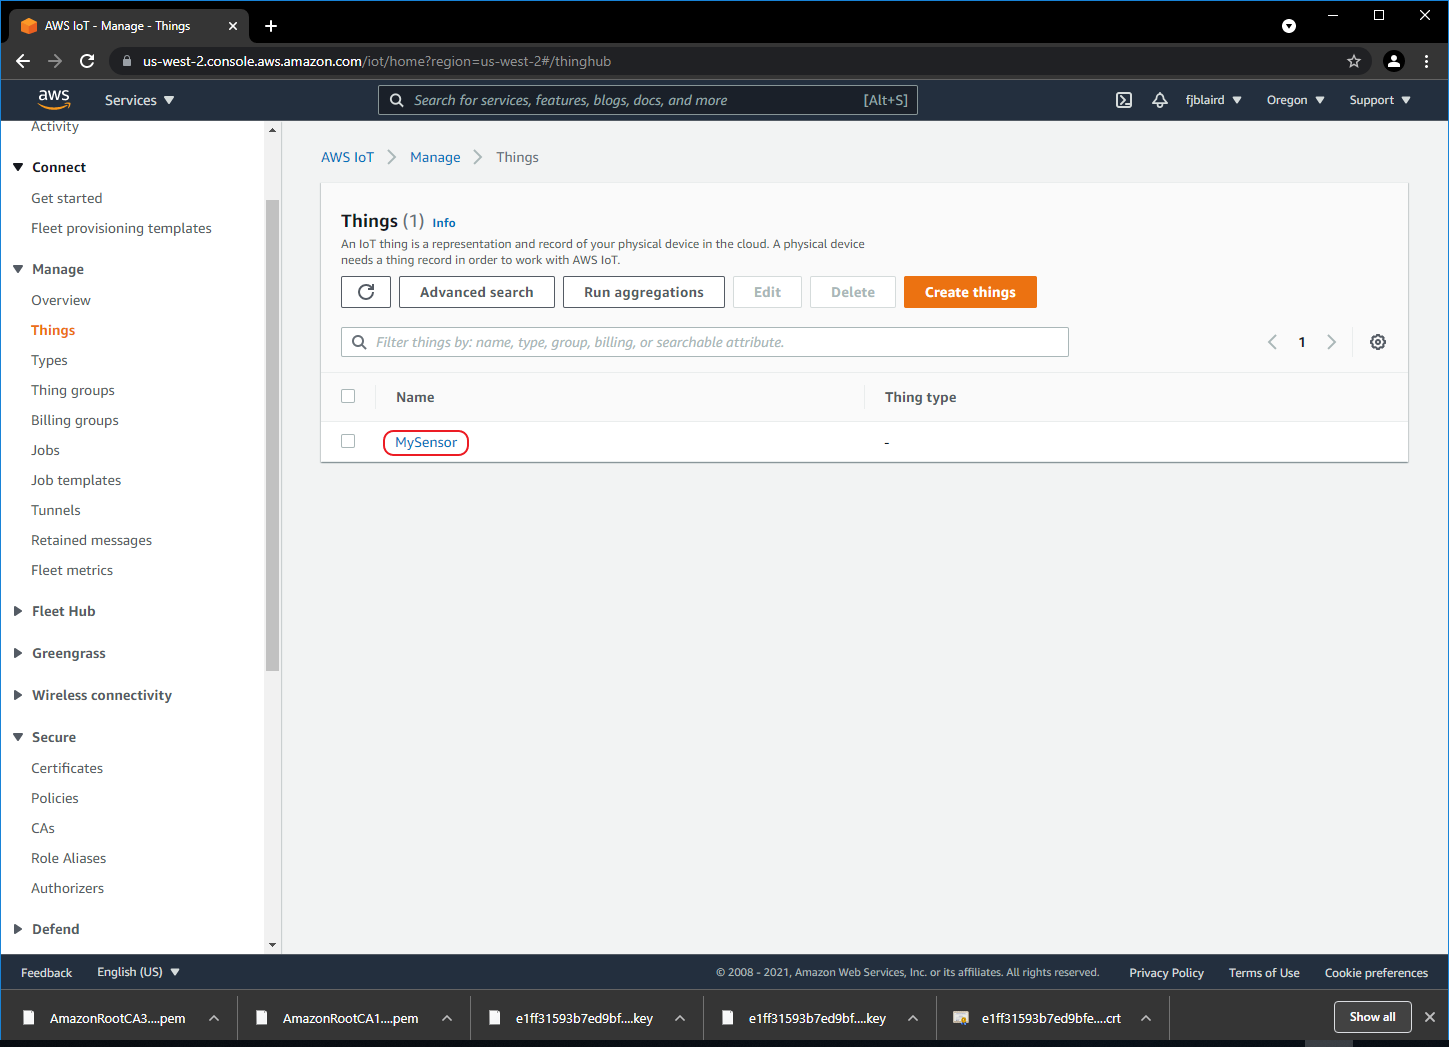 AWS IoT - Manage - Things
us-west-2.console.aws.amazon.com/iot/home?region=us-west-2#/thinghub
aws
Services
Search for services, features, blogs, docs, and more [Alt+S]
fjblaird
Oregon
Support
Activity
Connect
Get started
Fleet provisioning templates
Manage
Overview
Things
Types
Thing groups
Billing groups
Jobs
Job templates
Tunnels
Retained messages
Fleet metrics
Fleet Hub
Greengrass
Wireless connectivity
Secure
Certificates
Policies
CAs
Role Aliases
Authorizers
Defend
AWS IoT > Manage > Things
Things (1) Info
An IoT thing is a representation and record of your physical device in the cloud. A physical device
needs a thing record in order to work with AWS IoT.
Advanced search
Run aggregations
Edit
Delete
Create things
Filter things by: name, type, group, billing, or searchable attribute.
1
Name Thing type
MySensor -
Feedback English (US) © 2008 - 2021, Amazon Web Services, Inc. or its affiliates. All rights reserved. Privacy Policy Terms of Use Cookie preferences
AmazonRootCA3....pem
AmazonRootCA1....pem
e1ff31593b7ed9bf....key
e1ff31593b7ed9bf....key
e1ff31593b7ed9bfe....crt
Show all